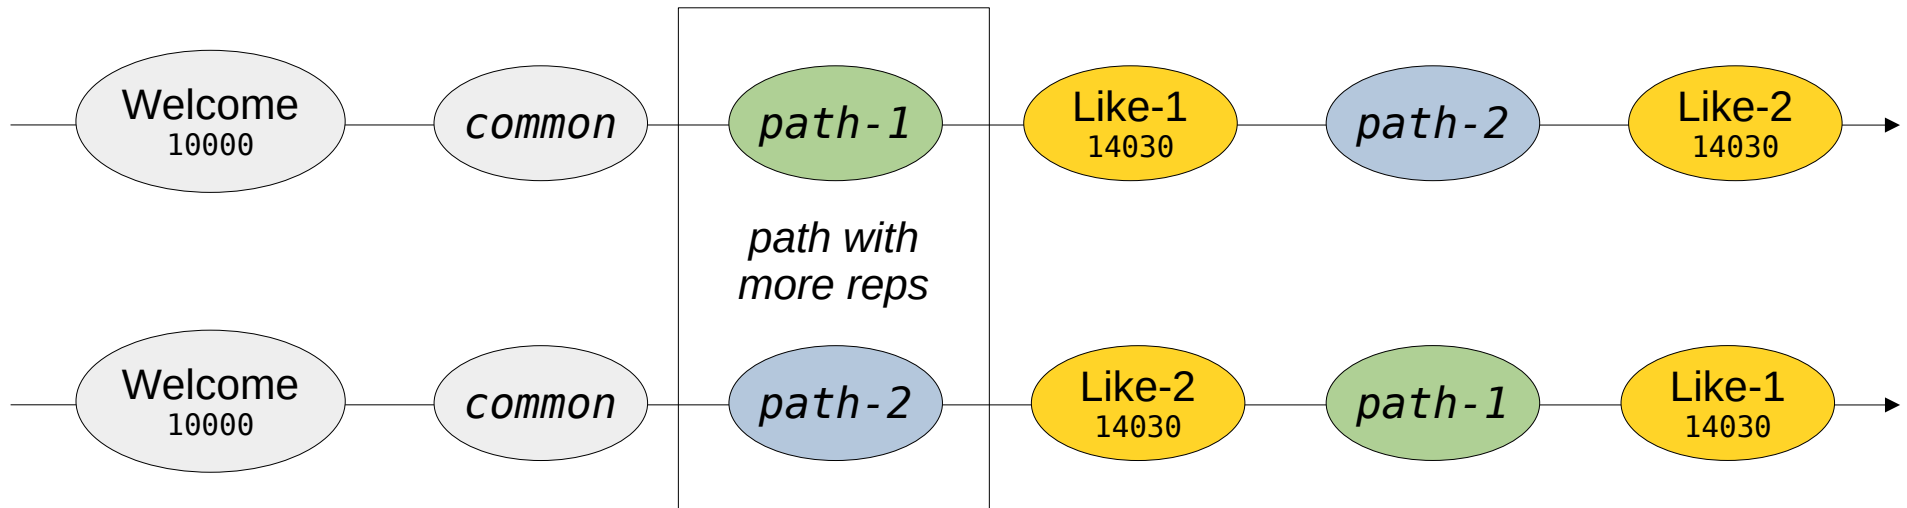 Welcome
10000
common
path-1
Like-1
14030
path-2
Like-2
14030
path with
more reps
Welcome
10000
common
path-2
Like-2
14030
path-1
Like-1
14030